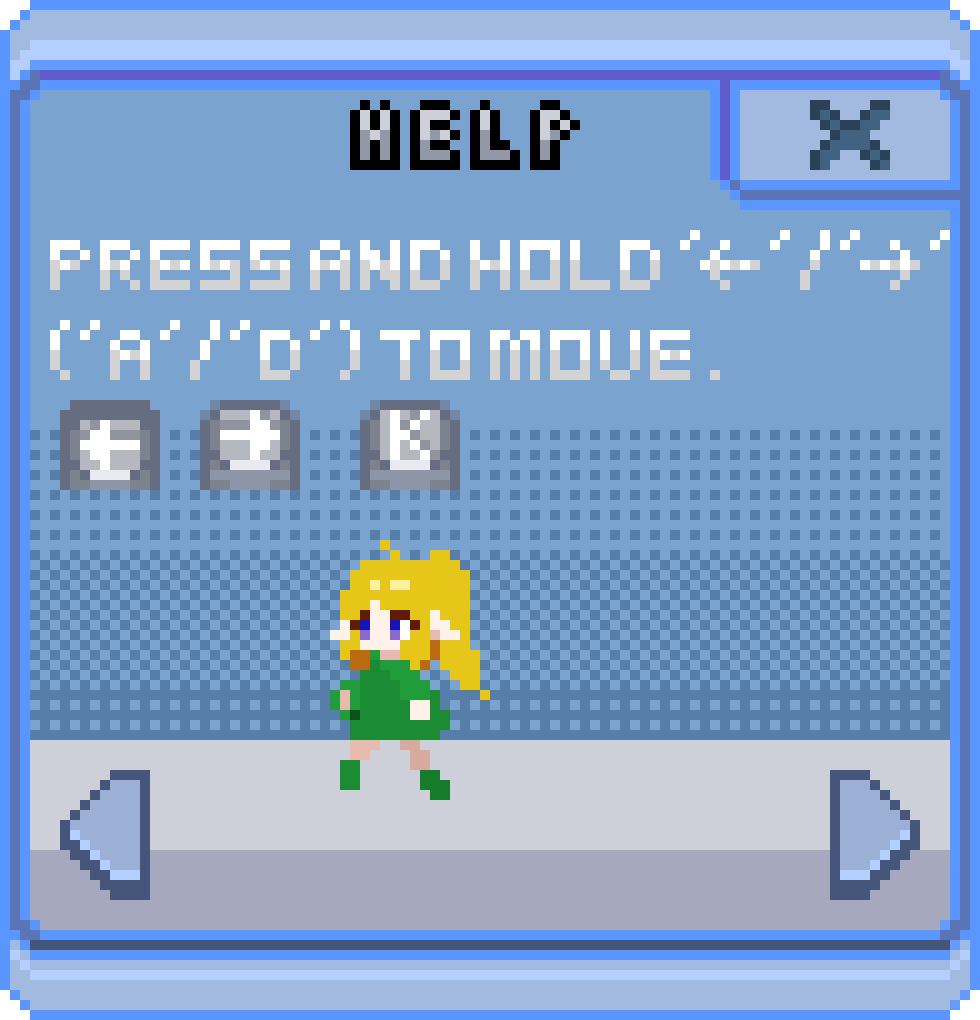 HELP
PRESS AND HOLD '←'/'→'
('A'/'D') TO MOVE.
← → K